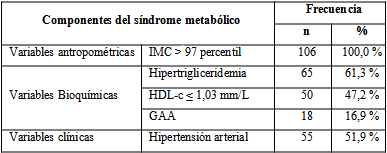 Componentes del síndrome metabólico Frecuencia
n %
Variables antropométricas IMC > 97 percentil 106 100,0 %
Variables Bioquímicas Hipertrigliceridemia 65 61,3 %
HDL-c ≤ 1,03 mm/L 50 47,2 %
GAA 18 16,9 %
Variables clínicas Hipertensión arterial 55 51,9 %